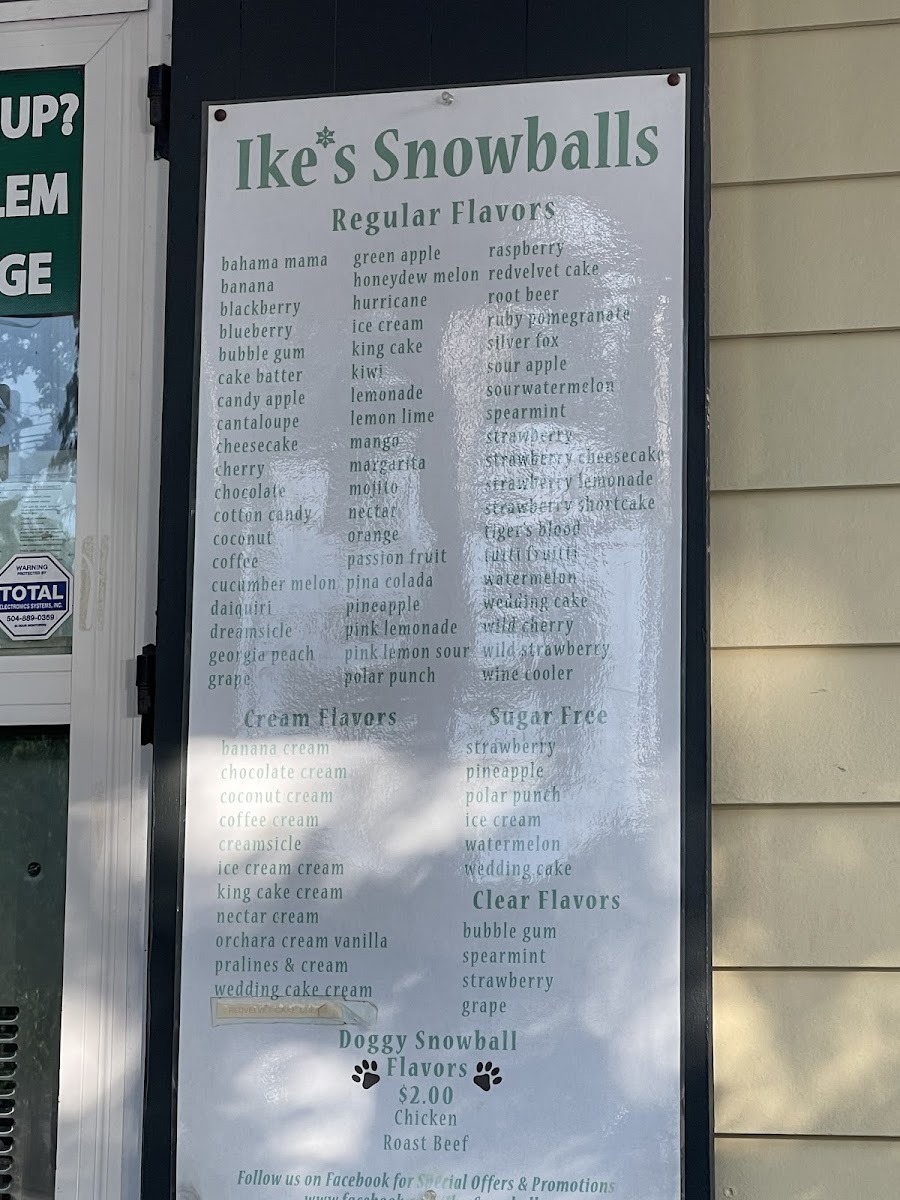 UP?
LEM
GE
WARNING
PROTECTED BY
TOTAL
ELECTRONICS SYSTEMS, INC.
504-889-0369
Ike's Snowballs
Regular Flavors
bahama mama
banana
blackberry
blueberry
bubble gum
cake batter
candy apple
cantaloupe
cheesecake
cherry
chocolate
cotton candy
coconut
coffee
cucumber melon
daiquiri
dreamsicle
georgia peach
grape
green apple
honeydew melon
hurricane
ice cream
king cake
kiwi
lemonade
lemon lime
mango
margarita
mojito
nectar
orange
passion fruit
pina colada
pineapple
pink lemonade
pink lemon sour
polar punch
raspberry
redvelvet cake
root beer
ruby pomegranate
silver fox
sour apple
sourwatermelon
spearmint
strawberry
strawberry cheesecake
strawberry lemonade
strawberry shortcake
tiger's blood
tutti fruitti
watermelon
wedding cake
wild cherry
wild strawberry
wine cooler
Cream Flavors
banana cream
chocolate cream
coconut cream
coffee cream
creamsicle
ice cream cream
king cake cream
nectar cream
orchara cream vanilla
pralines & cream
wedding cake cream
Sugar Free
strawberry
pineapple
polar punch
ice cream
watermelon
wedding cake
Clear Flavors
bubble gum
spearmint
strawberry
grape
Doggy Snowball
Flavors
$2.00
Chicken
Roast Beef
Follow us on Facebook for Special Offers & Promotions